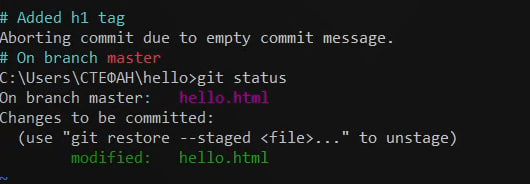 # Added h1 tag
Aborting commit due to empty commit message.
# On branch master
C:\Users\СТЕФАН\hello>git status
On branch master:   hello.html
Changes to be committed:
  (use "git restore --staged <file>..." to unstage)
        modified:   hello.html
~